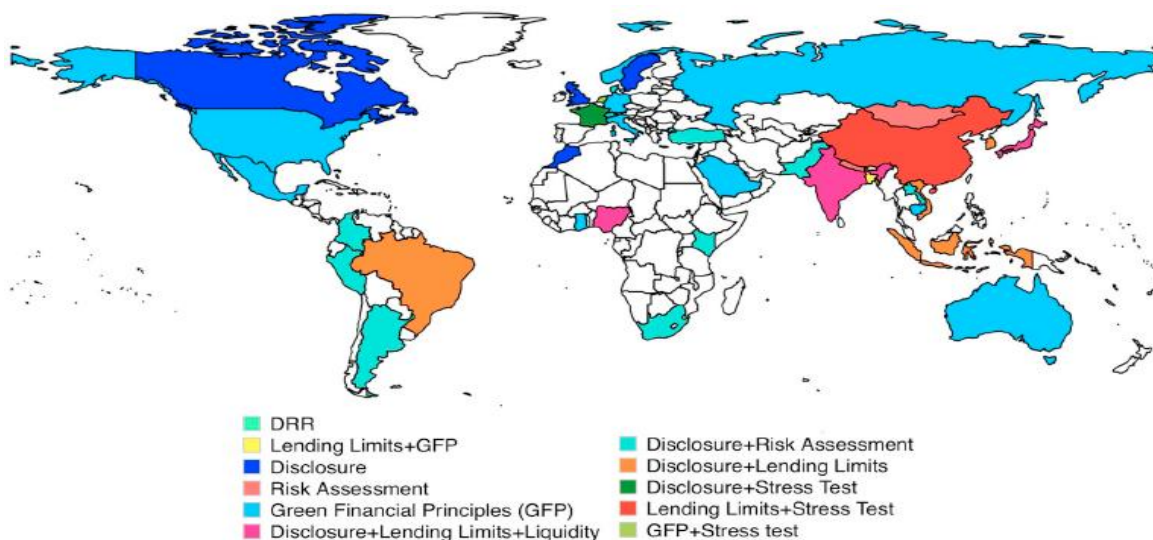 DRR
Lending Limits+GFP
Disclosure
Risk Assessment
Green Financial Principles (GFP)
Disclosure+Lending Limits+Liquidity
Disclosure+Risk Assessment
Disclosure+Lending Limits
Disclosure+Stress Test
Lending Limits+Stress Test
GFP+Stress test